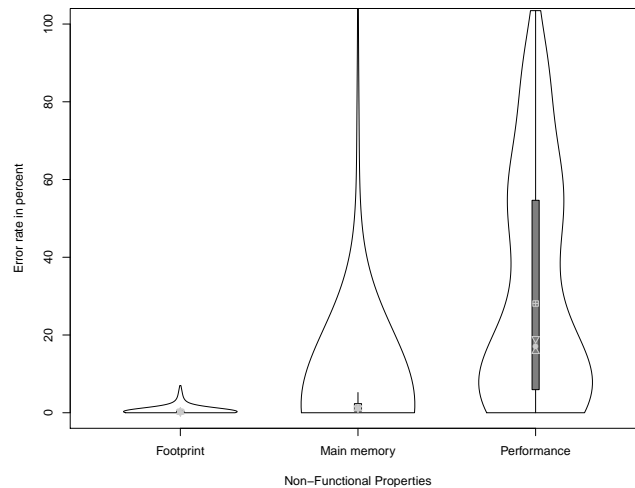 100
80
60
40
20
0
Error rate in percent
Footprint Main memory Performance
Non−Functional Properties